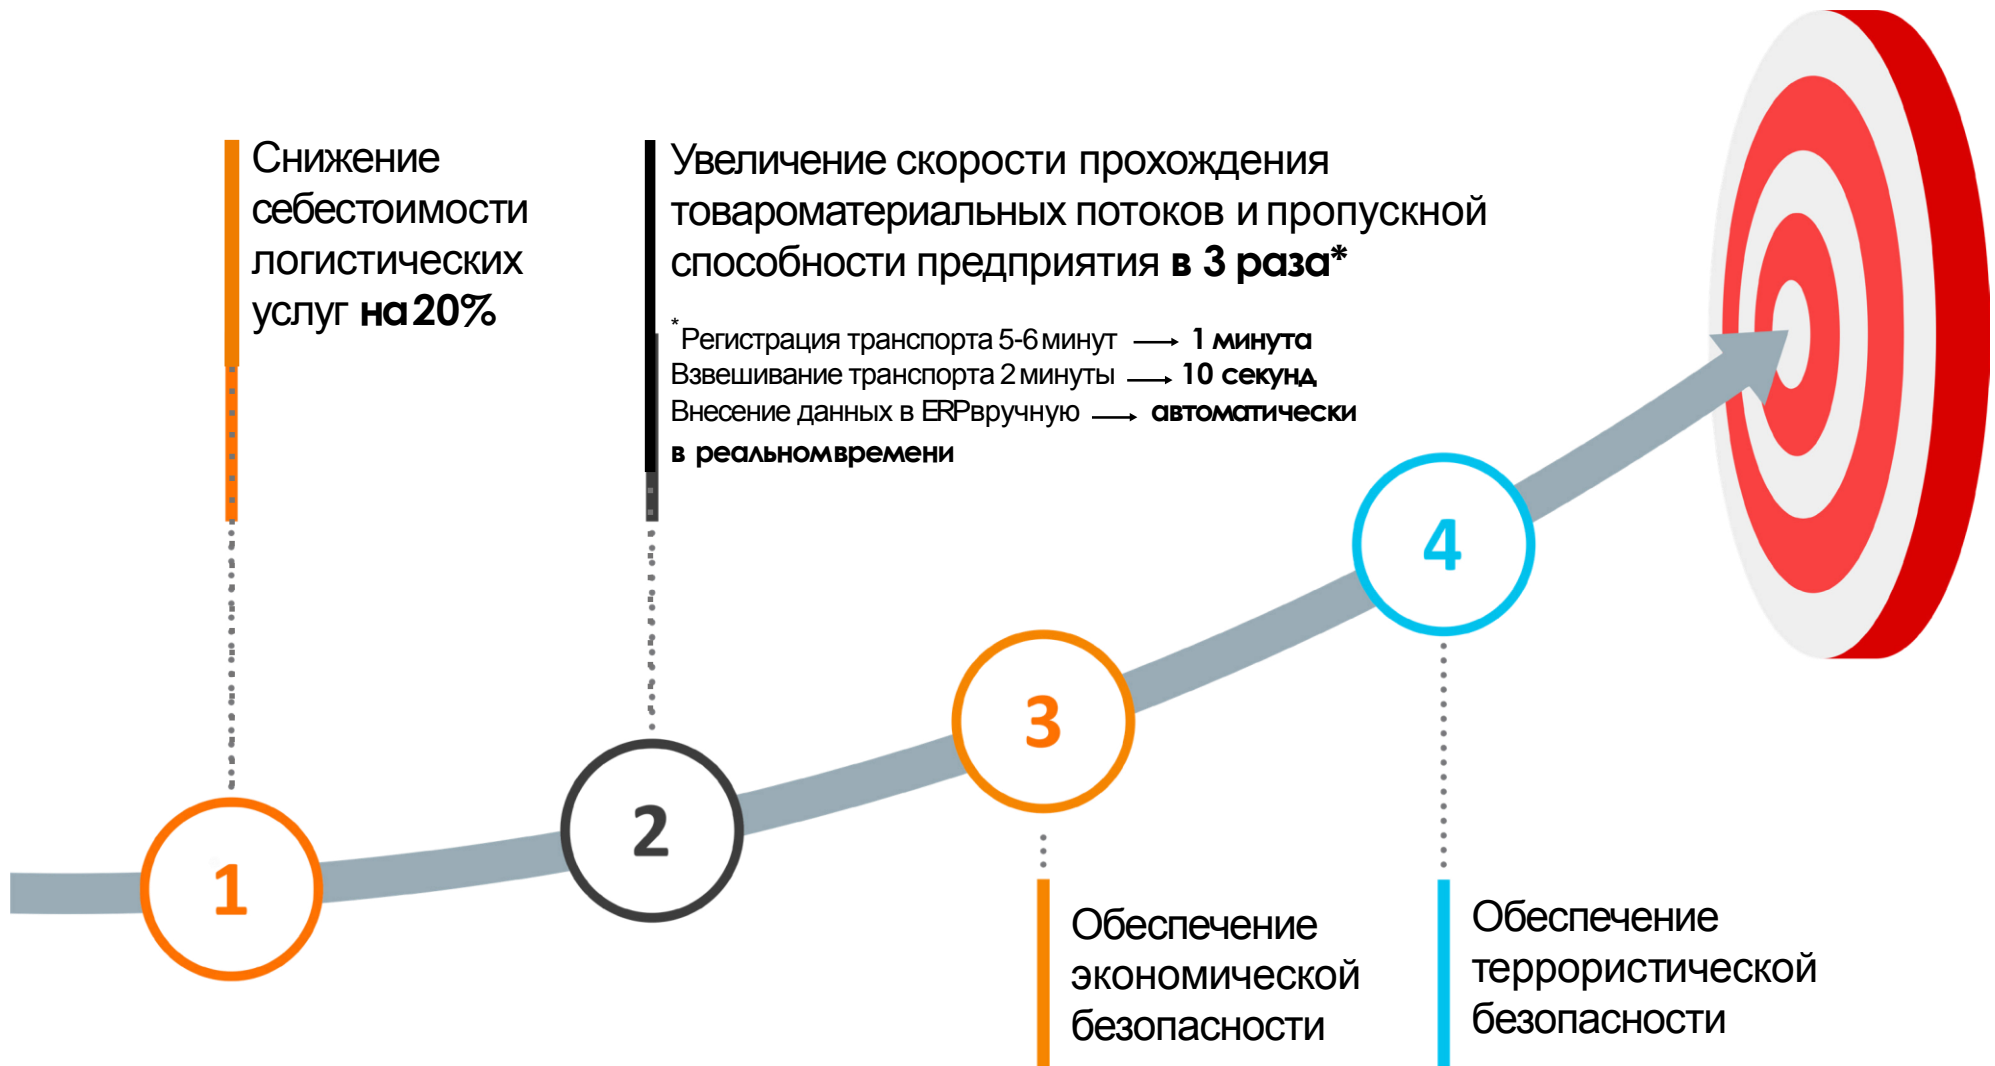 Снижение
себестоимости
логистических
услуг на 20%
Увеличение скорости прохождения
товароматериальных потоков и пропускной
способности предприятия в 3 раза*
*Регистрация транспорта 5-6 минут → 1 минута
Взвешивание транспорта 2 минуты → 10 секунд
Внесение данных в ERP вручную → автоматически
в реальном времени
1
2
3
4
Обеспечение
экономической
безопасности
Обеспечение
террористической
безопасности